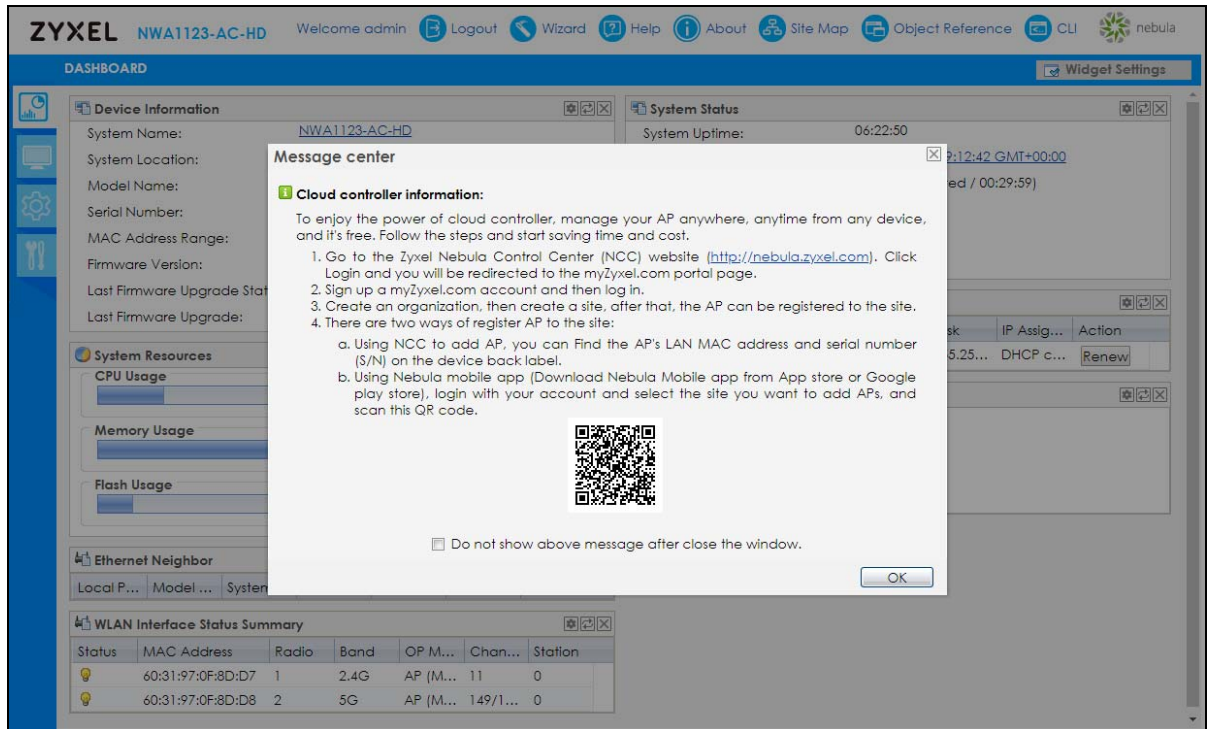 ZYXEL NWA1123-AC-HD Welcome admin Logout Wizard Help About Site Map Object Reference CLI nebula
DASHBOARD Widget Settings
Device Information
System Name: NWA1123-AC-HD
System Location:
Model Name:
Serial Number:
MAC Address Range:
Firmware Version:
Last Firmware Upgrade Stat
Last Firmware Upgrade:
System Resources
CPU Usage
Memory Usage
Flash Usage
Ethernet Neighbor
Local P... Model ... System
WLAN Interface Status Summary
Status MAC Address Radio Band OP M... Chan... Station
60:31:97:0F:8D:D7 1 2.4G AP (M... 11 0
60:31:97:0F:8D:D8 2 5G AP (M... 149/1... 0
System Status
System Uptime: 06:22:50
9:12:42 GMT+00:00
ed / 00:29:59)
sk IP Assig... Action
5.25... DHCP c... Renew
Message center
Cloud controller information:
To enjoy the power of cloud controller, manage your AP anywhere, anytime from any device,
and it's free. Follow the steps and start saving time and cost.
1. Go to the Zyxel Nebula Control Center (NCC) website (http://nebula.zyxel.com). Click
Login and you will be redirected to the myZyxel.com portal page.
2. Sign up a myZyxel.com account and then log in.
3. Create an organization, then create a site, after that, the AP can be registered to the site.
4. There are two ways of register AP to the site:
a. Using NCC to add AP, you can Find the AP's LAN MAC address and serial number
(S/N) on the device back label.
b. Using Nebula mobile app (Download Nebula Mobile app from App store or Google
play store), login with your account and select the site you want to add APs, and
scan this QR code.
Do not show above message after close the window.
OK